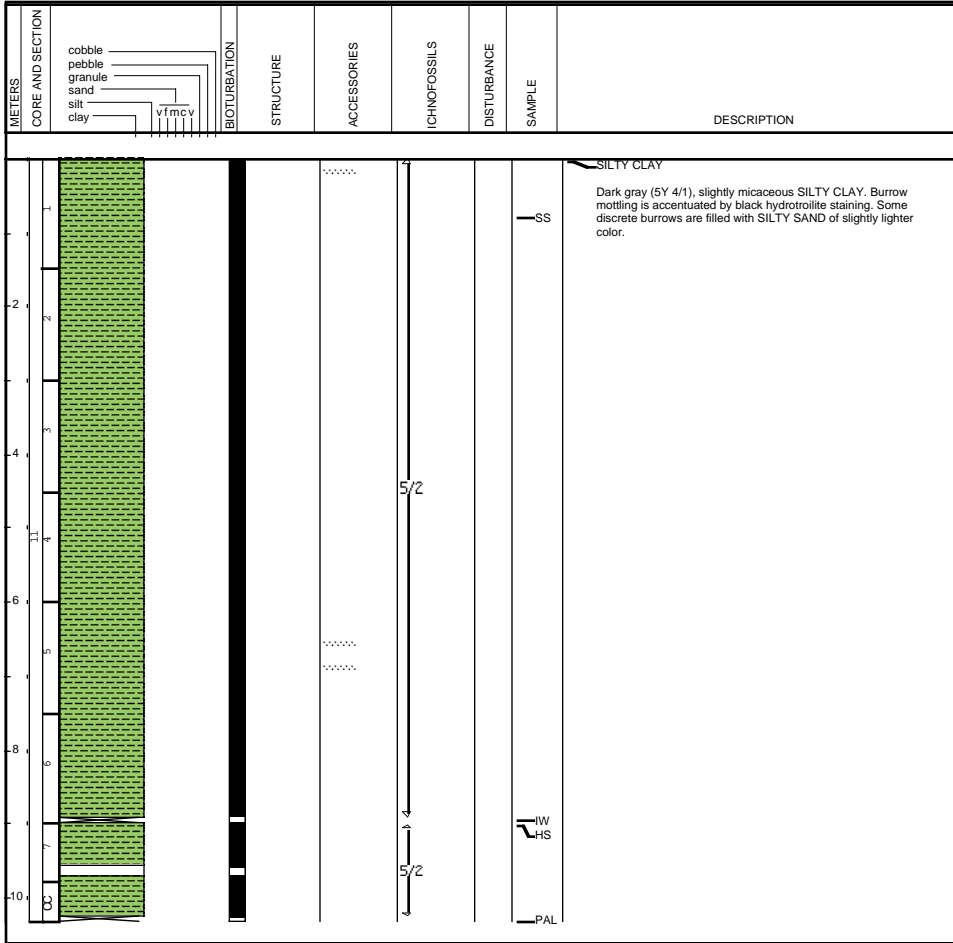 METERS
CORE AND SECTION
cobble
pebble
granule
sand
silt
clay
vfmcv
BIOTURBATION
STRUCTURE
ACCESSORIES
ICHNOFOSSILS
DISTURBANCE
SAMPLE
DESCRIPTION
SILTY CLAY
Dark gray (5Y 4/1), slightly micaceous SILTY CLAY. Burrow
mottling is accentuated by black hydrotroilite staining. Some
discrete burrows are filled with SILTY SAND of slightly lighter
color.
1
SS
2
2
3
4
5/2
11
4
6
5
8
6
IW
HS
7
5/2
10
CC
PAL